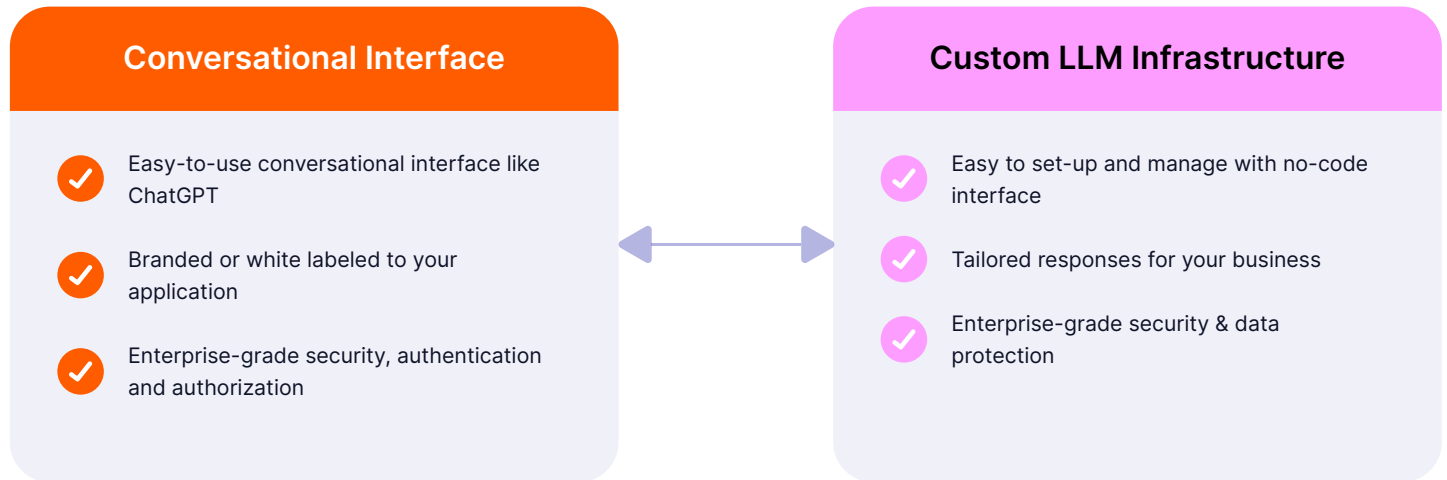 Conversational Interface
Easy-to-use conversational interface like
ChatGPT
Branded or white labeled to your
application
Enterprise-grade security, authentication
and authorization
Custom LLM Infrastructure
Easy to set-up and manage with no-code
interface
Tailored responses for your business
Enterprise-grade security & data
protection